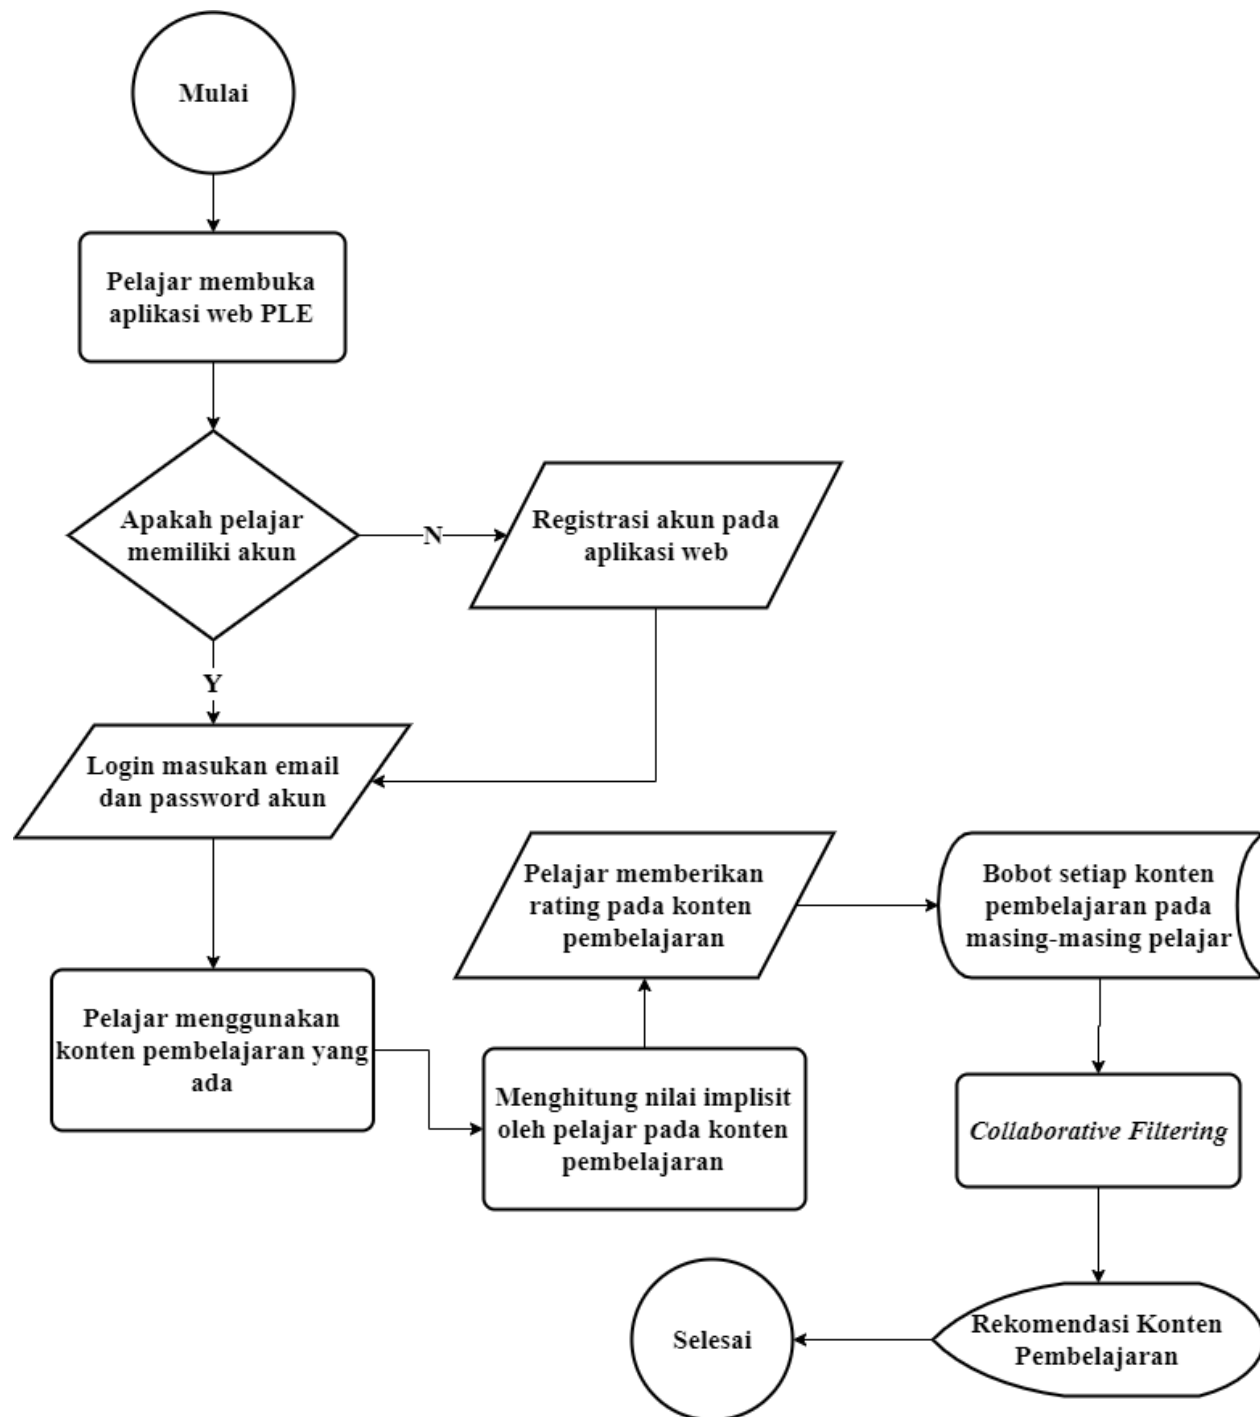 Mulai
Pelajar membuka
aplikasi web PLE
Apakah pelajar
memiliki akun
N
Registrasi akun pada
aplikasi web
Y
Login masukan email
dan password akun
Pelajar menggunakan
konten pembelajaran yang
ada
Menghitung nilai implisit
oleh pelajar pada konten
pembelajaran
Pelajar memberikan
rating pada konten
pembelajaran
Bobot setiap konten
pembelajaran pada
masing-masing pelajar
Collaborative Filtering
Rekomendasi Konten
Pembelajaran
Selesai